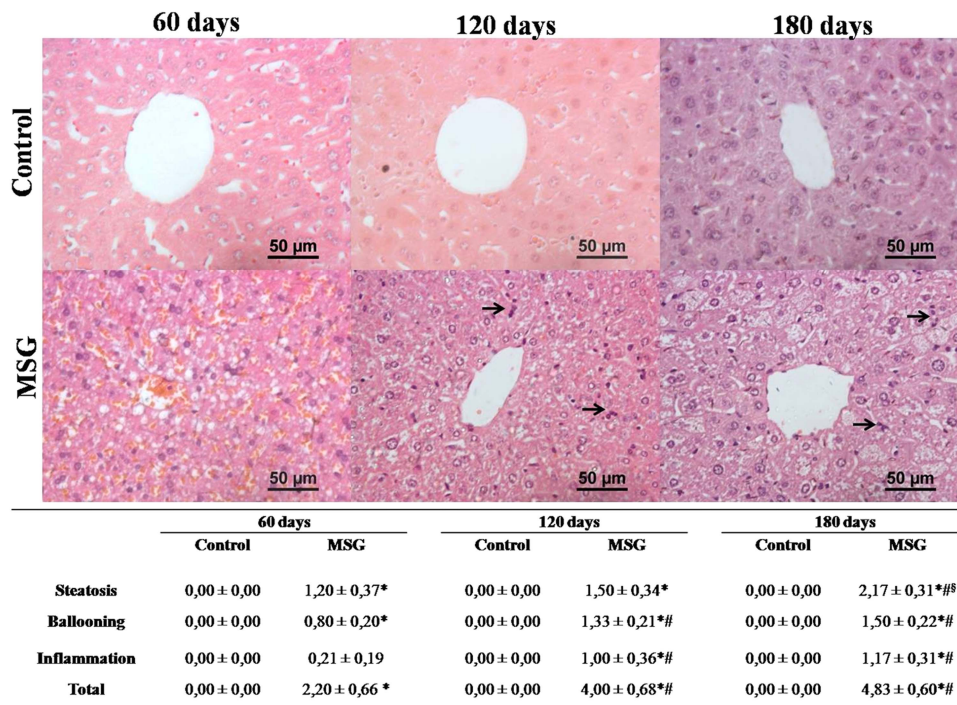 60 days 120 days 180 days
Control
50 µm 50 µm 50 µm
MSG
50 µm 50 µm 50 µm
60 days 120 days 180 days
Control MSG Control MSG Control MSG
Steatosis 0,00 ± 0,00 1,20 ± 0,37* 0,00 ± 0,00 1,50 ± 0,34* 0,00 ± 0,00 2,17 ± 0,31*#§
Ballooning 0,00 ± 0,00 0,80 ± 0,20* 0,00 ± 0,00 1,33 ± 0,21*# 0,00 ± 0,00 1,50 ± 0,22*#
Inflammation 0,00 ± 0,00 0,21 ± 0,19 0,00 ± 0,00 1,00 ± 0,36*# 0,00 ± 0,00 1,17 ± 0,31*#
Total 0,00 ± 0,00 2,20 ± 0,66 * 0,00 ± 0,00 4,00 ± 0,68*# 0,00 ± 0,00 4,83 ± 0,60*#